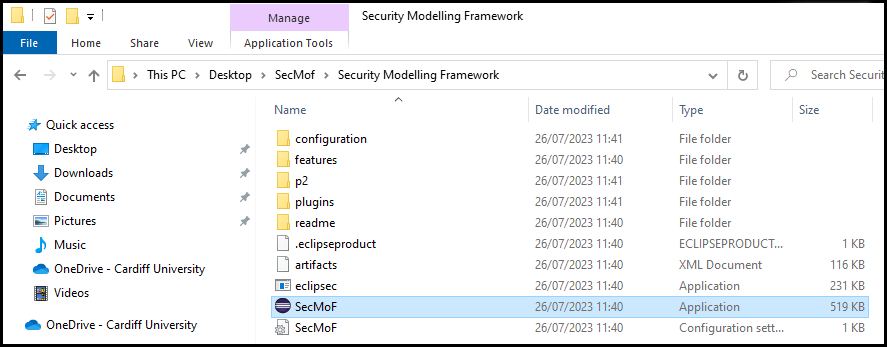 Manage Security Modelling Framework
File Home Share View Application Tools
This PC Desktop SecMof Security Modelling Framework Search Securi
Name Date modified Type Size
Quick access
Desktop
Downloads
Documents
Pictures
Music
OneDrive - Cardiff University
Videos
OneDrive - Cardiff University
configuration 26/07/2023 11:41 File folder
features 26/07/2023 11:40 File folder
p2 26/07/2023 11:41 File folder
plugins 26/07/2023 11:41 File folder
readme 26/07/2023 11:40 File folder
.eclipseproduct 26/07/2023 11:40 ECLIPSEPRODUCT... 1 KB
artifacts 26/07/2023 11:40 XML Document 116 KB
eclipsec 26/07/2023 11:40 Application 231 KB
SecMoF 26/07/2023 11:40 Application 519 KB
SecMoF 26/07/2023 11:40 Configuration sett... 1 KB